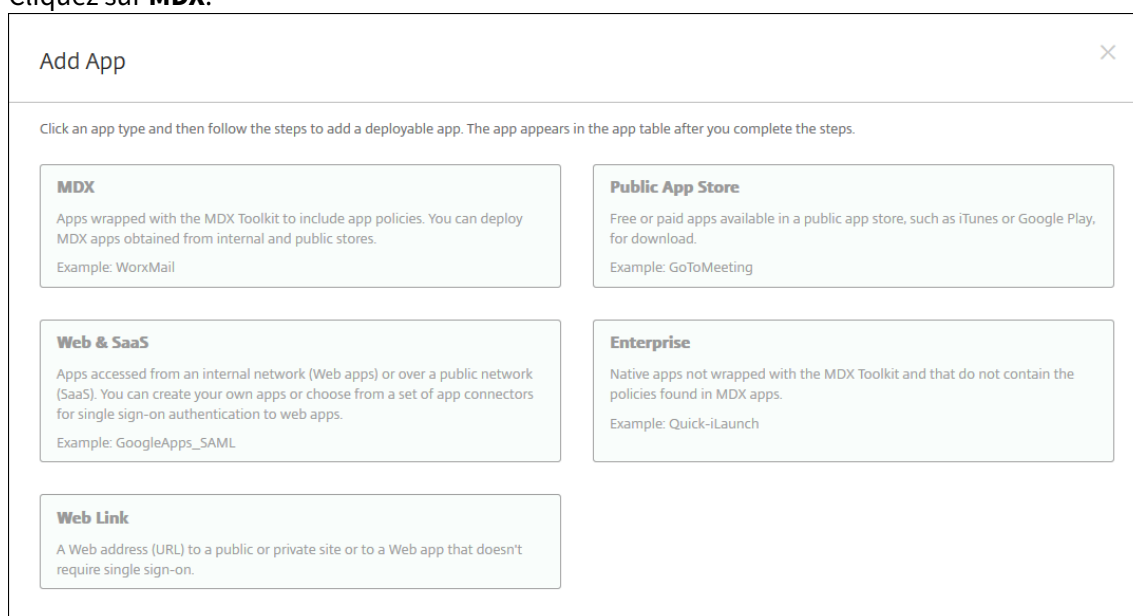 Cliquez sur MDX.
Add App
Click an app type and then follow the steps to add a deployable app. The app appears in the app table after you complete the steps.
MDX
Apps wrapped with the MDX Toolkit to include app policies. You can deploy
MDX apps obtained from internal and public stores.
Example: WorxMail
Public App Store
Free or paid apps available in a public app store, such as iTunes or Google Play,
for download.
Example: GoToMeeting
Web & SaaS
Apps accessed from an internal network (Web apps) or over a public network
(SaaS). You can create your own apps or choose from a set of app connectors
for single sign-on authentication to web apps.
Example: GoogleApps_SAML
Enterprise
Native apps not wrapped with the MDX Toolkit and that do not contain the
policies found in MDX apps.
Example: Quick-iLaunch
Web Link
A Web address (URL) to a public or private site or to a Web app that doesn't
require single sign-on.